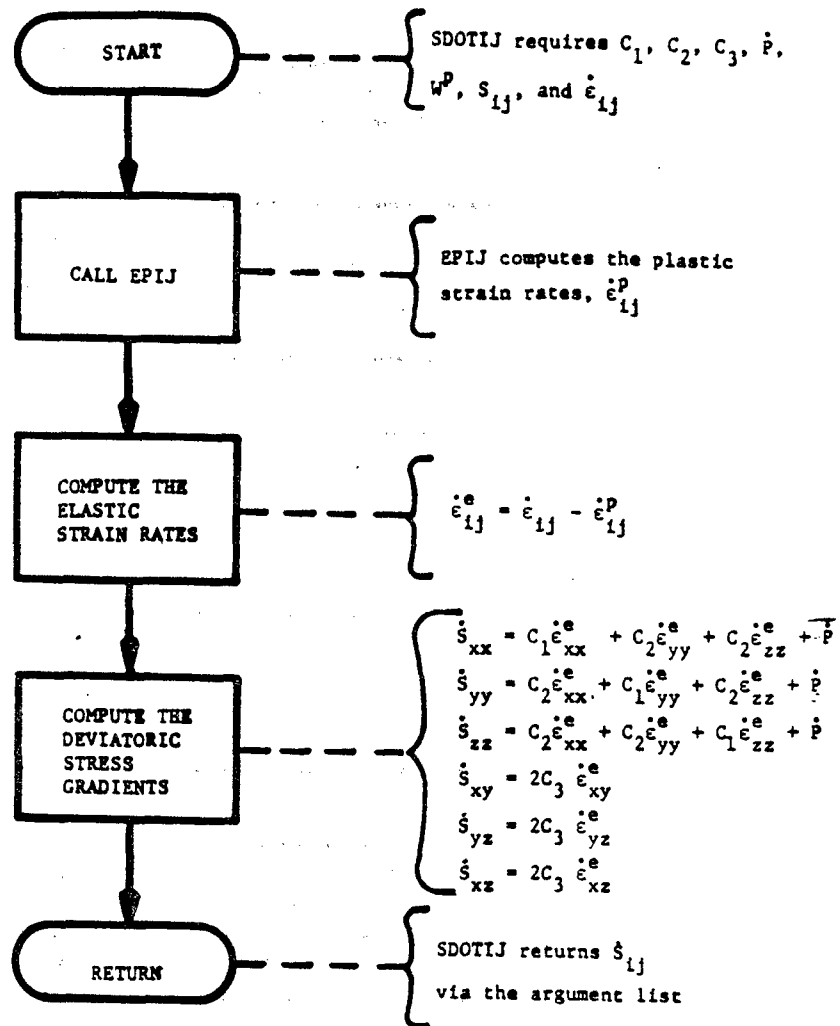 START
SDOTIJ requires C₁, C₂, C₃, Ṗ,
Wᵖ, Sᵢⱼ, and ε̇ᵢⱼ
CALL EPIJ
EPIJ computes the plastic
strain rates, ε̇ᵢⱼᵖ
COMPUTE THE
ELASTIC
STRAIN RATES
ε̇ᵢⱼᵉ = ε̇ᵢⱼ - ε̇ᵢⱼᵖ
COMPUTE THE
DEVIATORIC
STRESS
GRADIENTS
Ṡxx = C₁ε̇ᵉxx + C₂ε̇ᵉyy + C₂ε̇ᵉzz + Ṗ
Ṡyy = C₂ε̇ᵉxx + C₁ε̇ᵉyy + C₂ε̇ᵉzz + Ṗ
Ṡzz = C₂ε̇ᵉxx + C₂ε̇ᵉyy + C₁ε̇ᵉzz + Ṗ
Ṡxy = 2C₃ ε̇ᵉxy
Ṡyz = 2C₃ ε̇ᵉyz
Ṡxz = 2C₃ ε̇ᵉxz
RETURN
SDOTIJ returns Ṡᵢⱼ
via the argument list